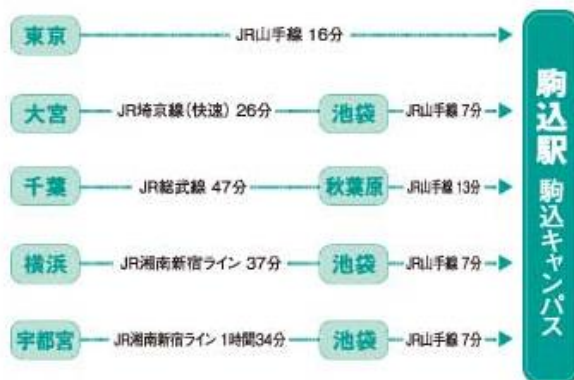 東京 JR山手線 16分
大宮 JR埼京線(快速) 26分 池袋 JR山手線 7分
千葉 JR総武線 47分 秋葉原 JR山手線 13分
横浜 JR湘南新宿ライン 37分 池袋 JR山手線 7分
宇都宮 JR湘南新宿ライン 1時間34分 池袋 JR山手線 7分
駒込駅 駒込キャンパス